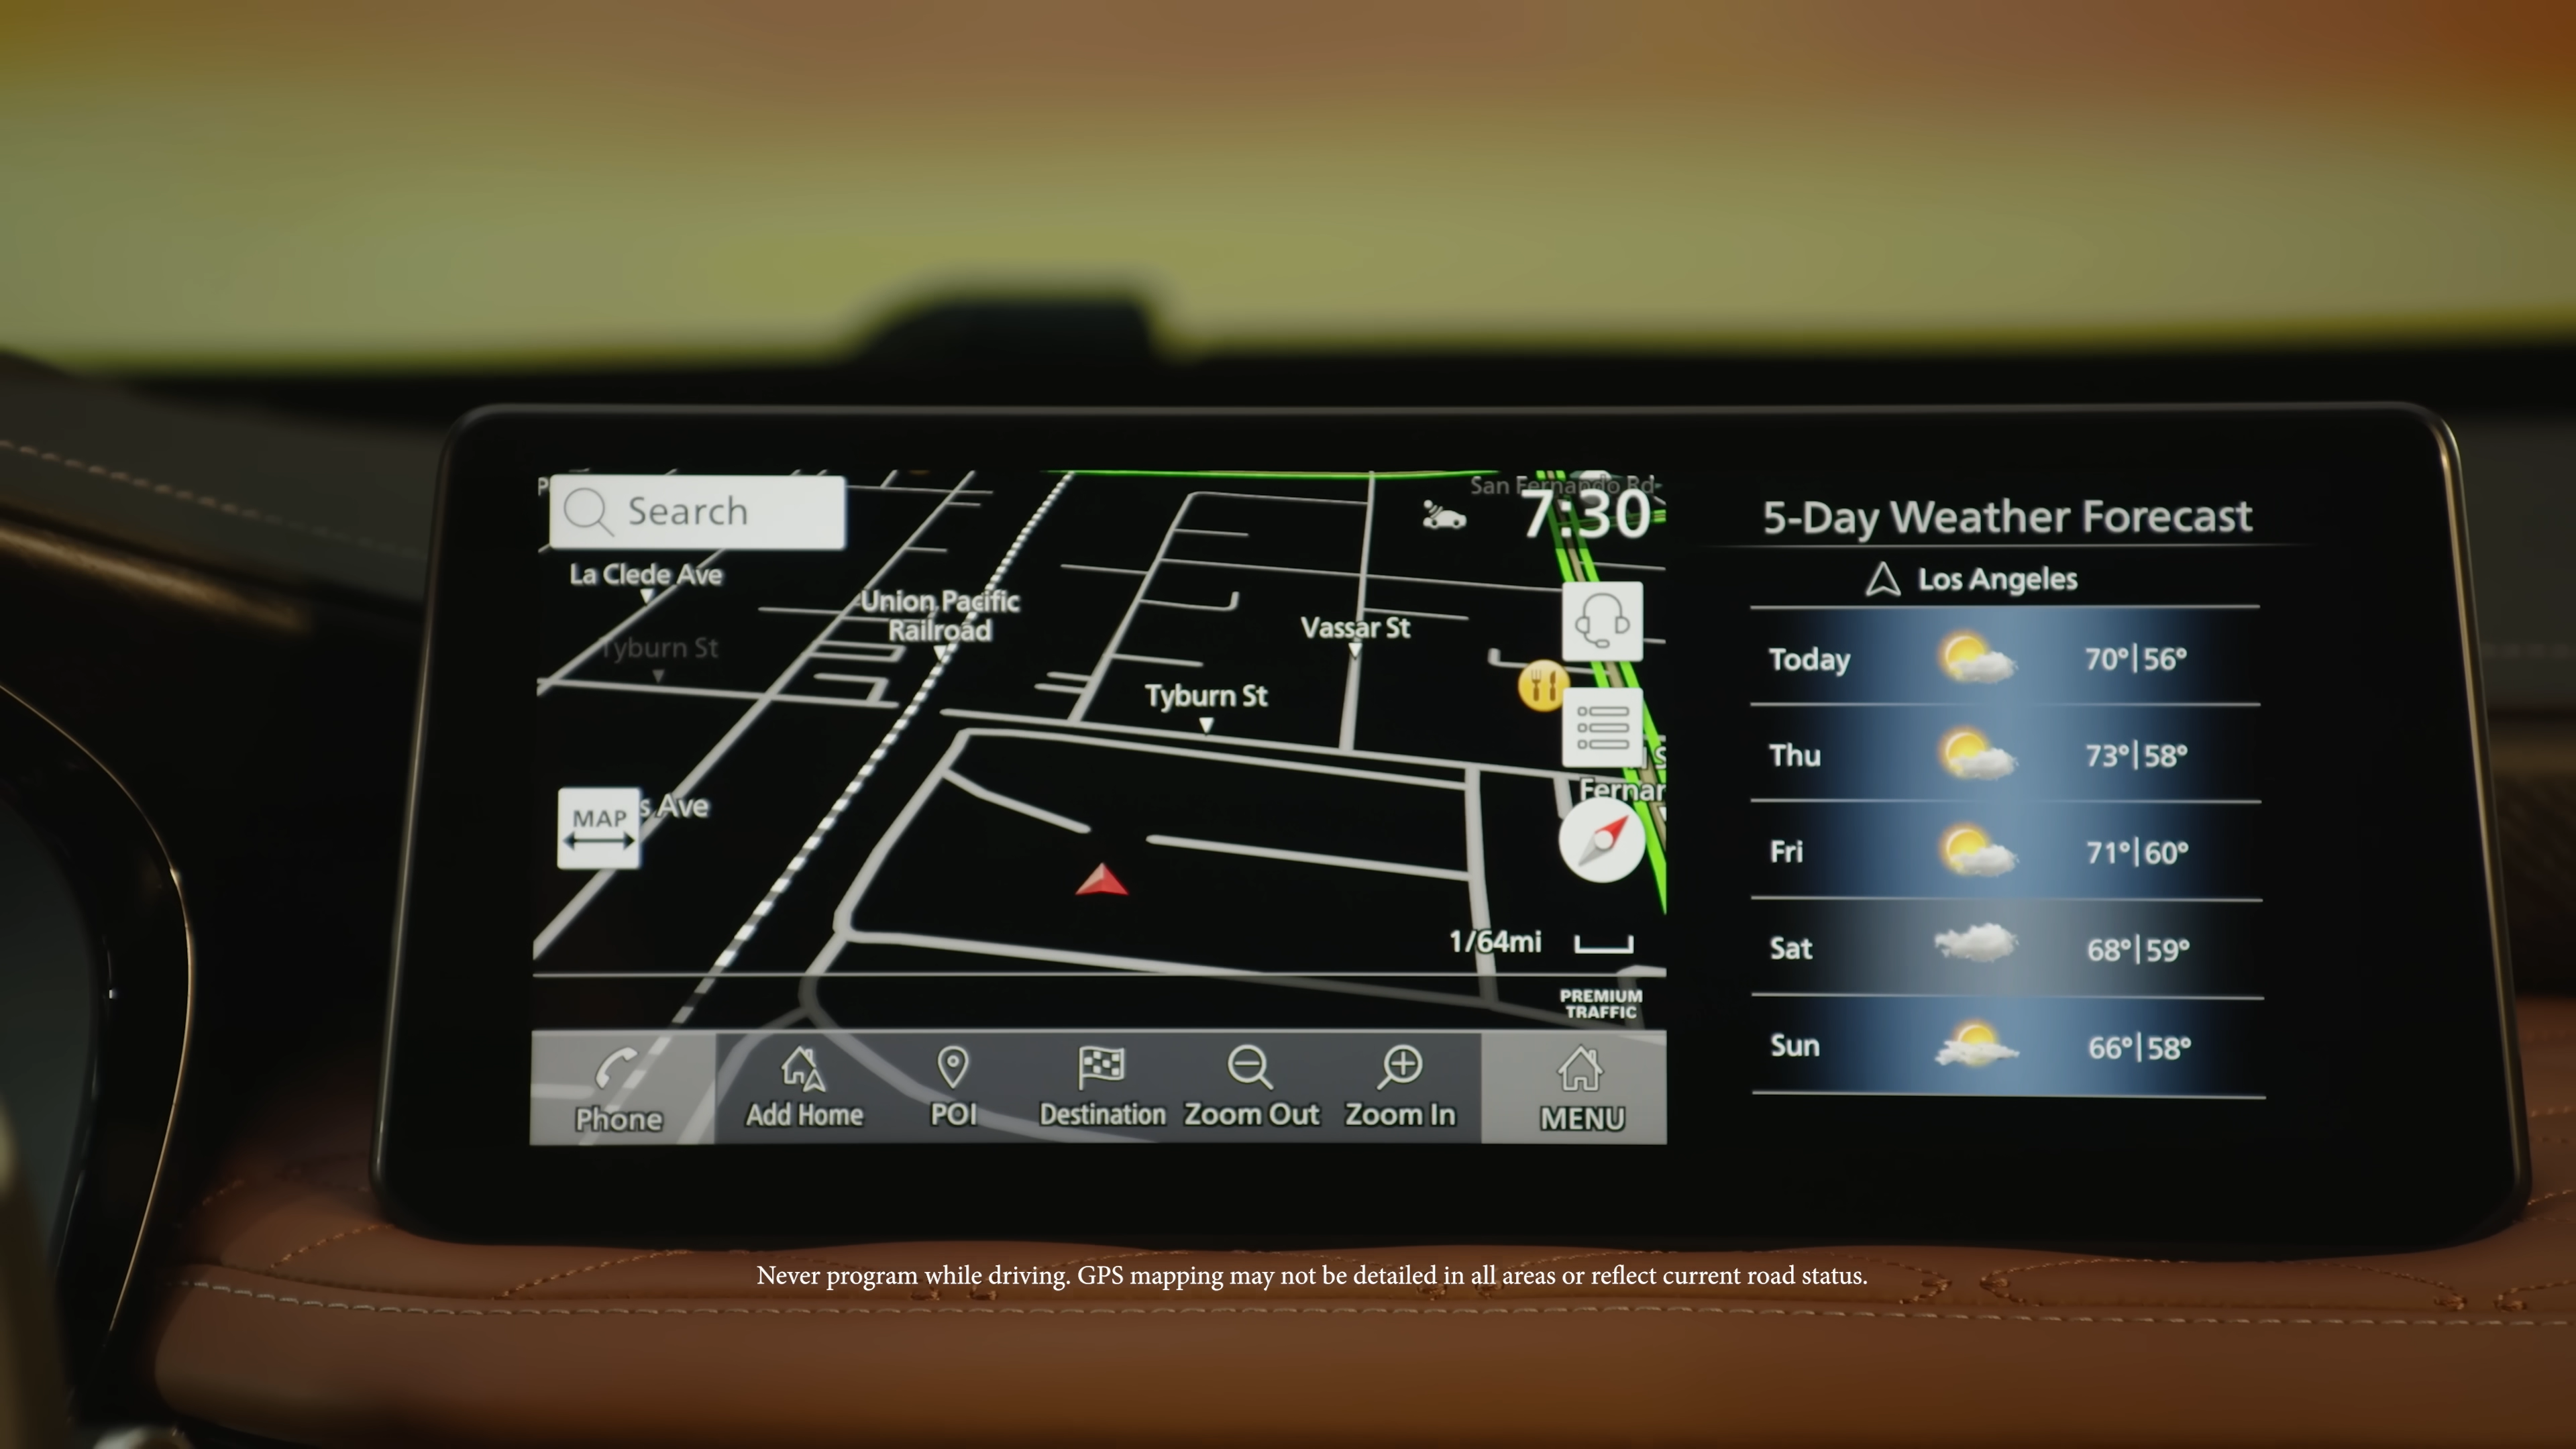 Search
San Fernando Rd
7:30
La Clede Ave
Union Pacific
Railroad
Tyburn St
Vassar St
Tyburn St
s Ave
MAP
Fernar
1/64mi
PREMIUM
TRAFFIC
Phone
Add Home
POI
Destination
Zoom Out
Zoom In
MENU
5-Day Weather Forecast
Los Angeles
Today 70°|56°
Thu 73°|58°
Fri 71°|60°
Sat 68°|59°
Sun 66°|58°
Never program while driving. GPS mapping may not be detailed in all areas or reflect current road status.